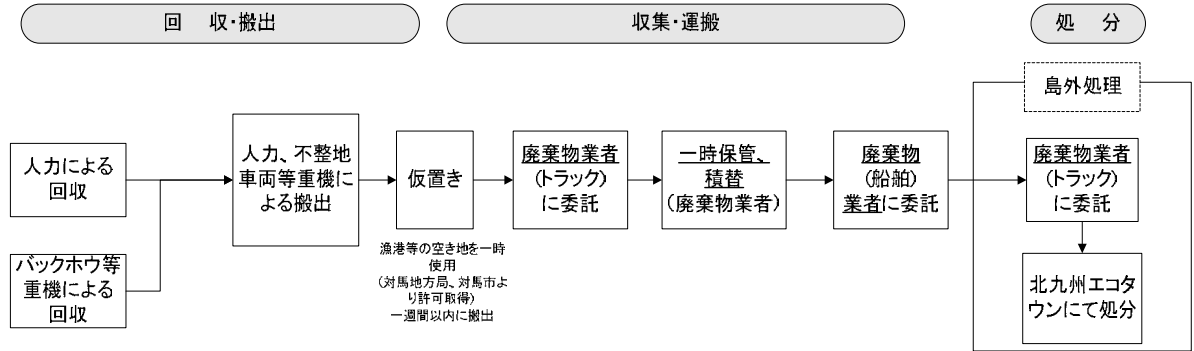 回 収・搬出
収集・運搬
処 分
島外処理
人力による
回収
バックホウ等
重機による
回収
人力、不整地
車両等重機に
よる搬出
仮置き
漁港等の空き地を一時
使用
(対馬地方局、対馬市よ
り許可取得)
一週間以内に搬出
廃棄物業者
(トラック)
に委託
一時保管、
積替
(廃棄物業者)
廃棄物
(船舶)
業者に委託
廃棄物業者
(トラック)
に委託
北九州エコタ
ウンにて処分